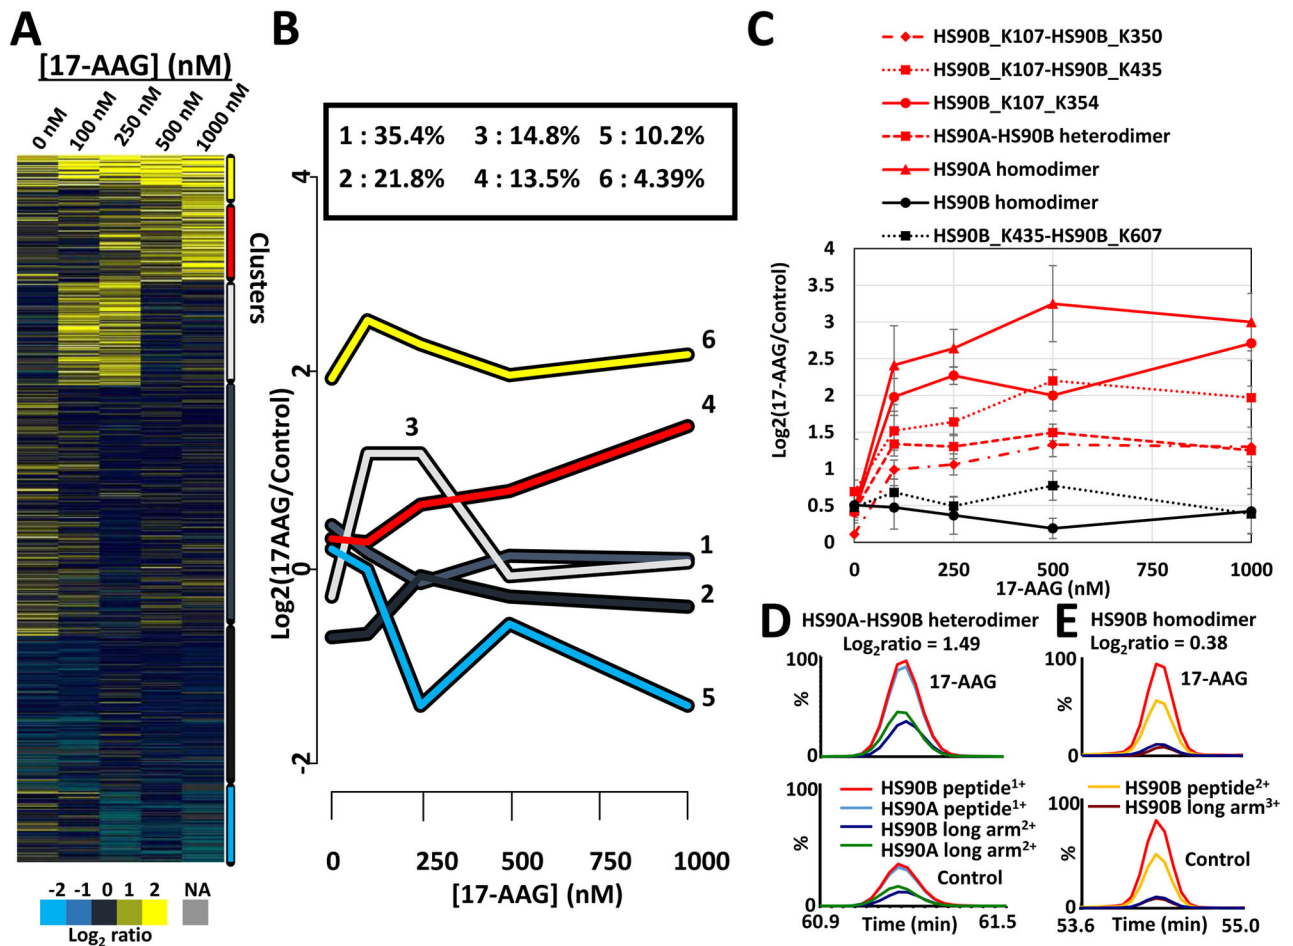 A
[17-AAG] (nM)
0 nM
100 nM
250 nM
500 nM
1000 nM
Clusters
-2 -1 0 1 2 NA
Log2 ratio
B
1 : 35.4% 3 : 14.8% 5 : 10.2%
2 : 21.8% 4 : 13.5% 6 : 4.39%
Log2(17AAG/Control)
4
2
0
-2
6
4
3
1
2
5
0 250 500 750 1000
[17-AAG] (nM)
C
HS90B_K107-HS90B_K350
HS90B_K107-HS90B_K435
HS90B_K107_K354
HS90A-HS90B heterodimer
HS90A homodimer
HS90B homodimer
HS90B_K435-HS90B_K607
Log2(17-AAG/Control)
4
3.5
3
2.5
2
1.5
1
0.5
0
0 250 500 750 1000
17-AAG (nM)
D
HS90A-HS90B heterodimer
Log2ratio = 1.49
100
%
0
17-AAG
HS90B peptide1+
HS90A peptide1+
HS90B long arm2+
HS90A long arm2+
100
%
0
Control
60.9 Time (min) 61.5
E
HS90B homodimer
Log2ratio = 0.38
100
%
0
17-AAG
HS90B peptide2+
HS90B long arm3+
100
%
0
Control
53.6 Time (min) 55.0